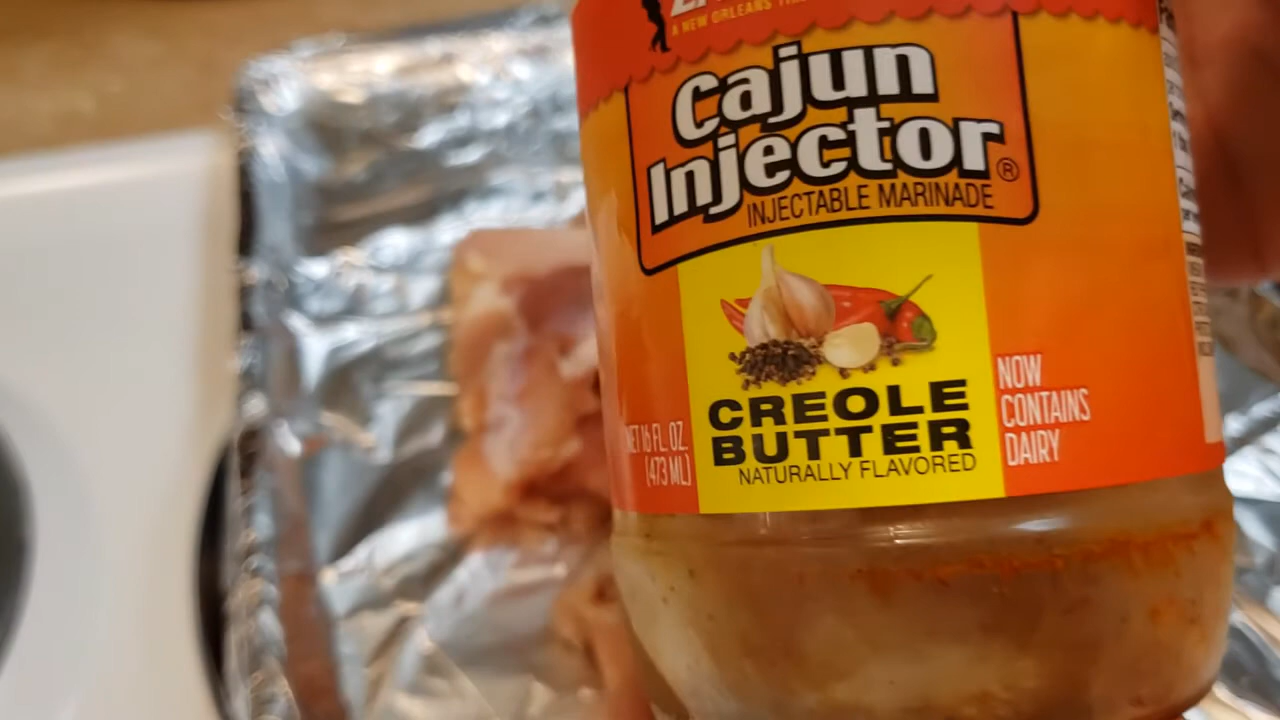 A NEW ORLEANS
Cajun
Injector®
INJECTABLE MARINADE
NET 16 FL. OZ.
(473 ML)
CREOLE
BUTTER
NATURALLY FLAVORED
NOW
CONTAINS
DAIRY